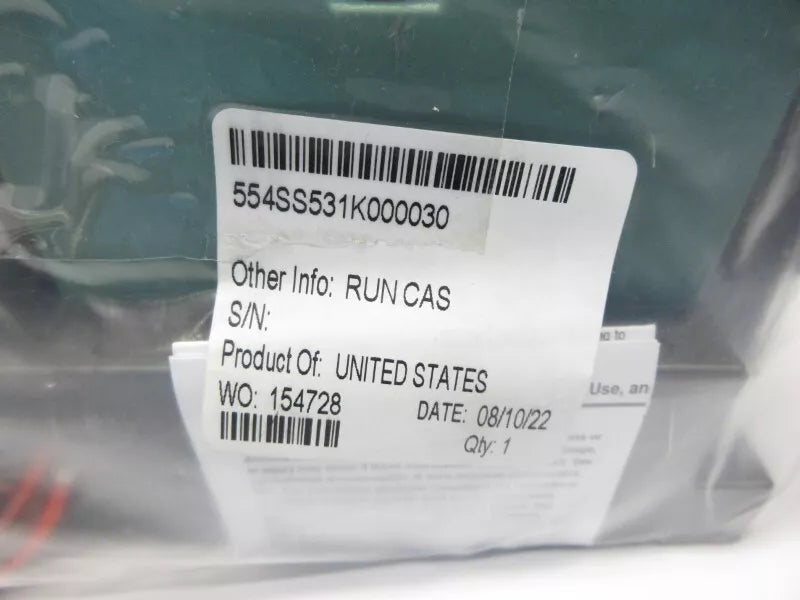 554SS531K000030
Other Info: RUN CAS
S/N:
Product Of: UNITED STATES
WO: 154728
DATE: 08/10/22
Qty: 1
to
Use, an